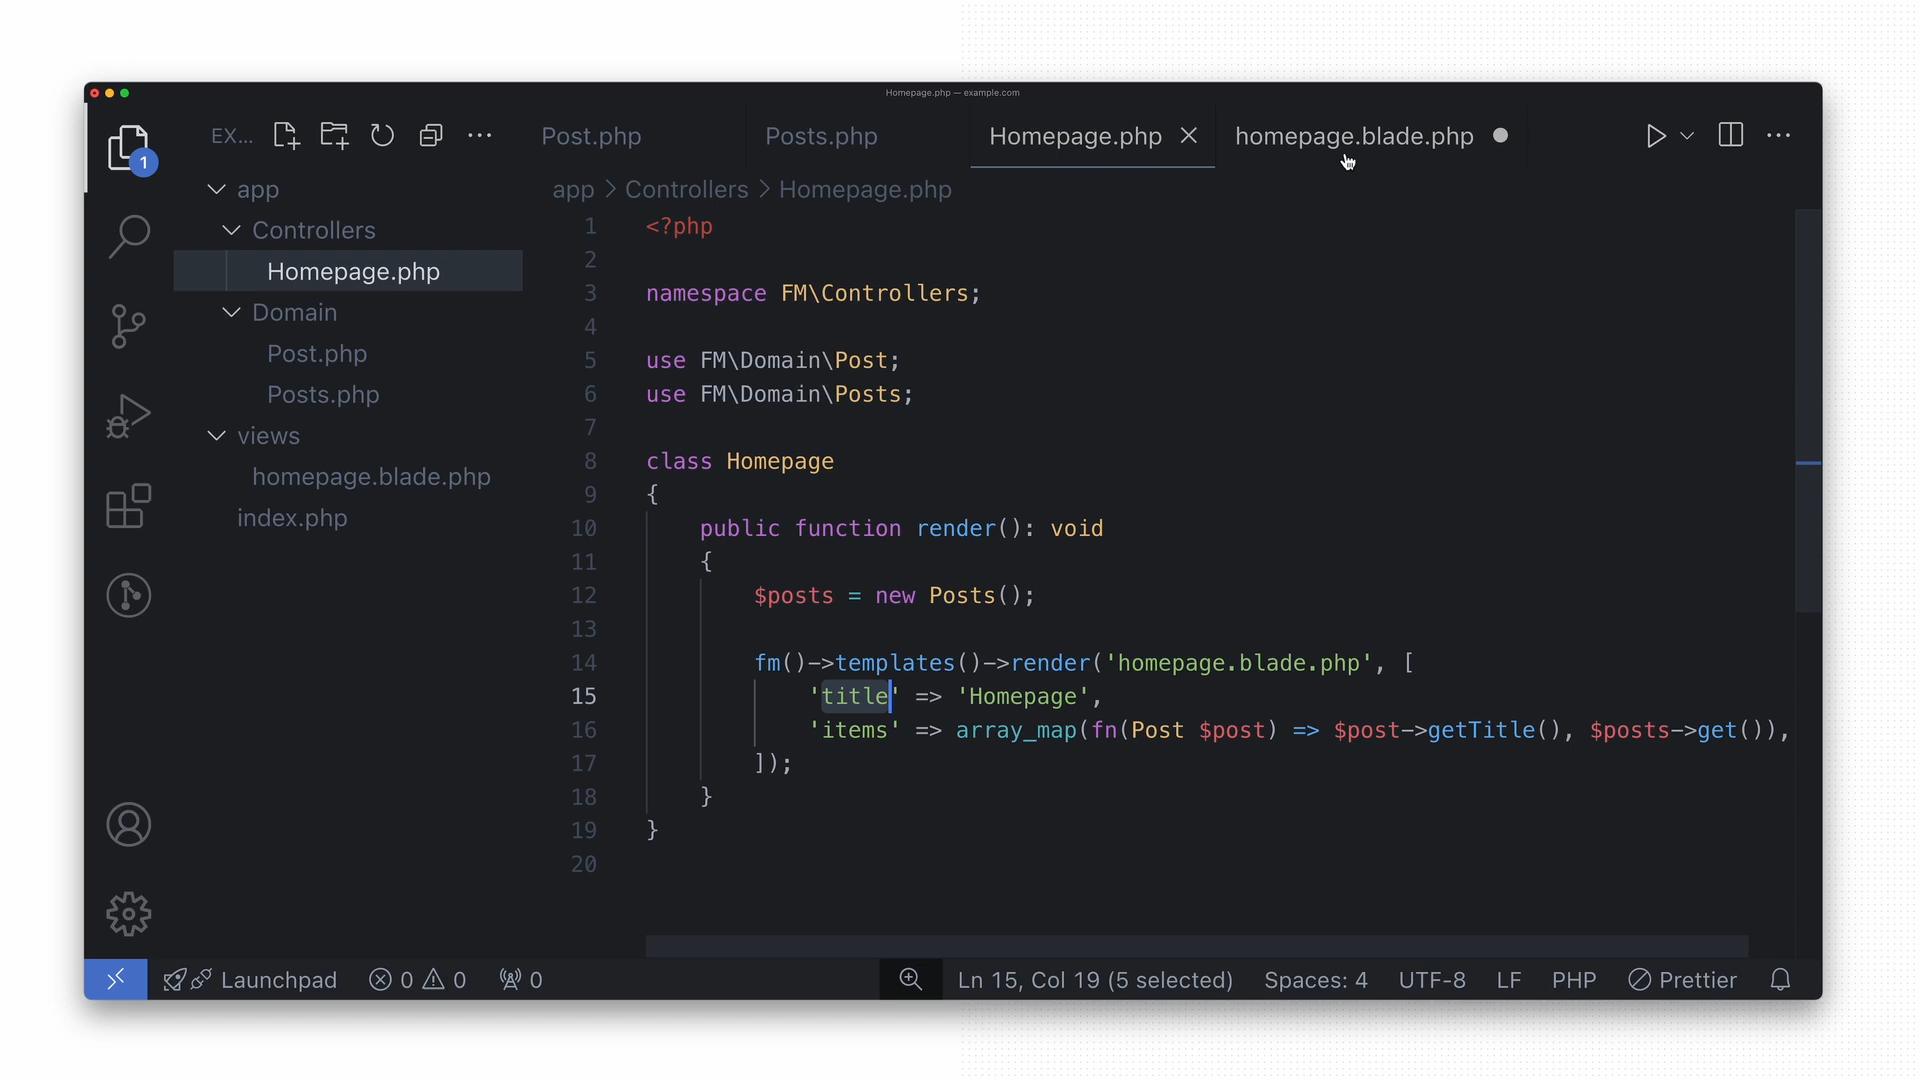 Homepage.php — example.com
EX...
Post.php
Posts.php
Homepage.php
homepage.blade.php
1
app
Controllers
Homepage.php
Domain
Post.php
Posts.php
views
homepage.blade.php
index.php
app > Controllers > Homepage.php
1 <?php
2
3 namespace FM\Controllers;
4
5 use FM\Domain\Post;
6 use FM\Domain\Posts;
7
8 class Homepage
9 {
10 public function render(): void
11 {
12 $posts = new Posts();
13
14 fm()->templates()->render('homepage.blade.php', [
15 'title' => 'Homepage',
16 'items' => array_map(fn(Post $post) => $post->getTitle(), $posts->get()),
17 ]);
18 }
19 }
20
Launchpad
0
0
0
Ln 15, Col 19 (5 selected)
Spaces: 4
UTF-8
LF
PHP
Prettier